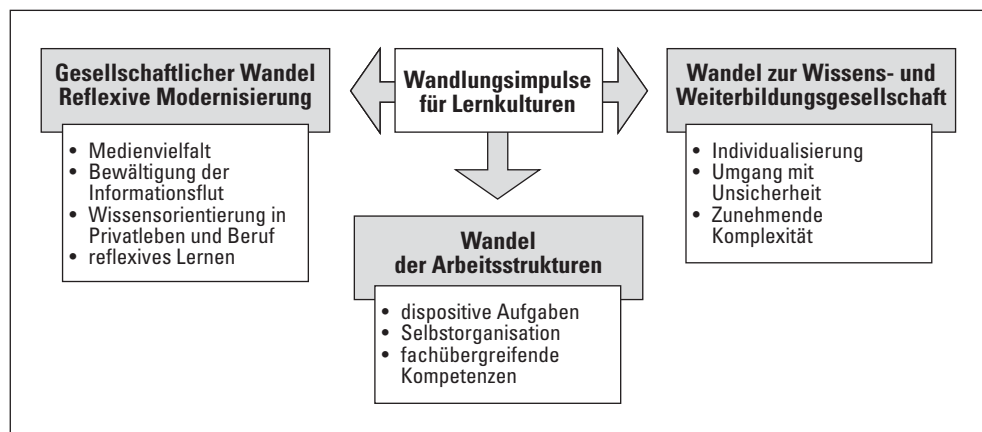 Gesellschaftlicher Wandel
Reflexive Modernisierung
• Medienvielfalt
• Bewältigung der
Informationsflut
• Wissensorientierung in
Privatleben und Beruf
• reflexives Lernen
Wandlungsimpulse
für Lernkulturen
Wandel zur Wissens- und
Weiterbildungsgesellschaft
• Individualisierung
• Umgang mit
Unsicherheit
• Zunehmende
Komplexität
Wandel
der Arbeitsstrukturen
• dispositive Aufgaben
• Selbstorganisation
• fachübergreifende
Kompetenzen